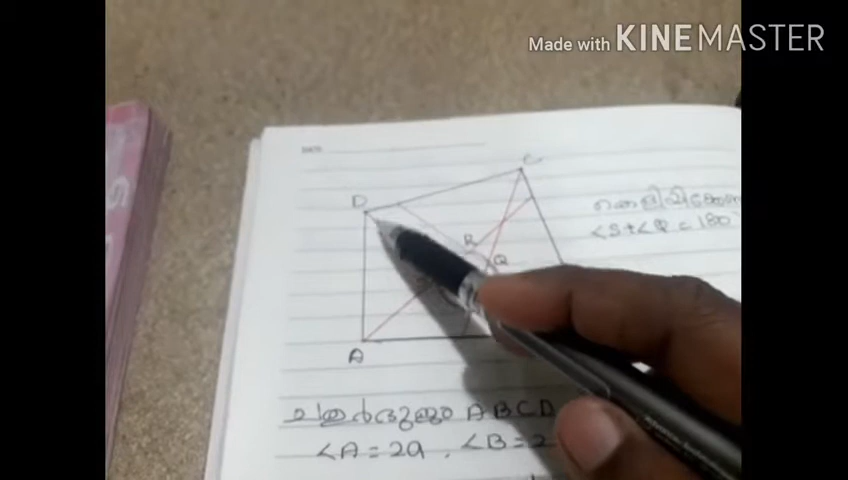 Made with KINEMASTER
C
D
തെളിയിക്കേണ്ട
<S+<Q=180°
R
Q
A
ചതുർഭുജം ABCD
<A=2a, <B=2